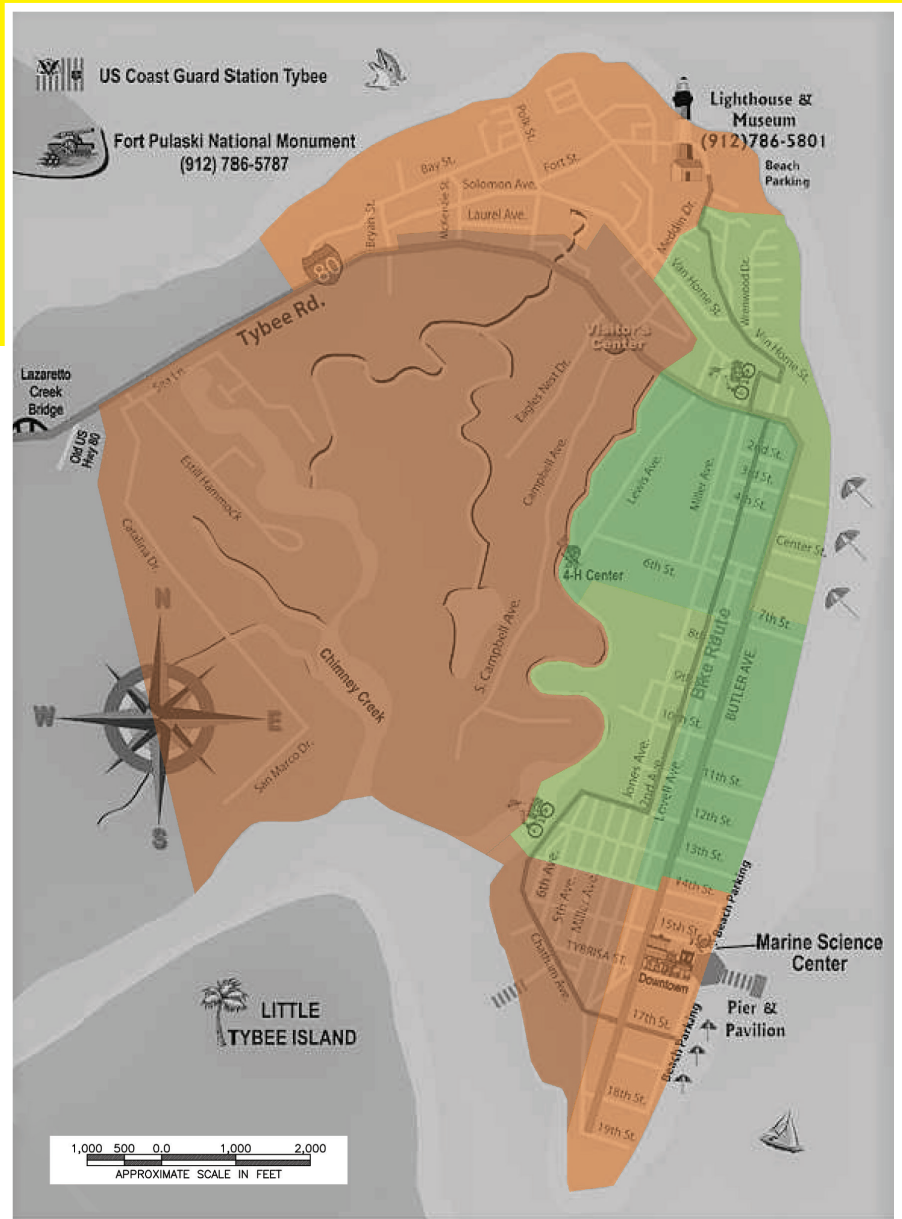 US Coast Guard Station Tybee
Lighthouse &
Museum
(912)786-5801
Fort Pulaski National Monument
(912) 786-5787
Beach
Parking
Polk St.
Bay St.
Fort St.
Solomon Ave.
McKenzie St.
Laurel Ave.
Bryan St.
Meddin Dr.
80
Van Horne St.
Wrenwood Dr.
Tybee Rd.
Visitor's
Center
Van Horne St.
Lazaretto
Creek
Bridge
Sea Ln.
Old US
Hwy 80
Eagles Nest Dr.
Campbell Ave.
Lewis Ave.
Miller Ave.
2nd St.
3rd St.
4th St.
Estill Hammock
Catalina Dr.
Center St.
6th St.
4-H Center
7th St.
N
8th
Bike Route
S. Campbell Ave.
Chimney Creek
9th
BUTLER AVE.
W
E
10th St.
San Marco Dr.
Jones Ave.
2nd Ave.
Lovell Ave.
11th St.
12th St.
S
13th St.
6th Ave.
5th Ave.
Miller Ave.
14th St.
Beach Parking
15th St.
Chatham Ave.
TYBRISA ST.
Marine Science
Center
Downtown
LITTLE
TYBEE ISLAND
17th St.
Pier &
Pavilion
Beach Parking
18th St.
19th St.
1,000 500 0.0 1,000 2,000
APPROXIMATE SCALE IN FEET